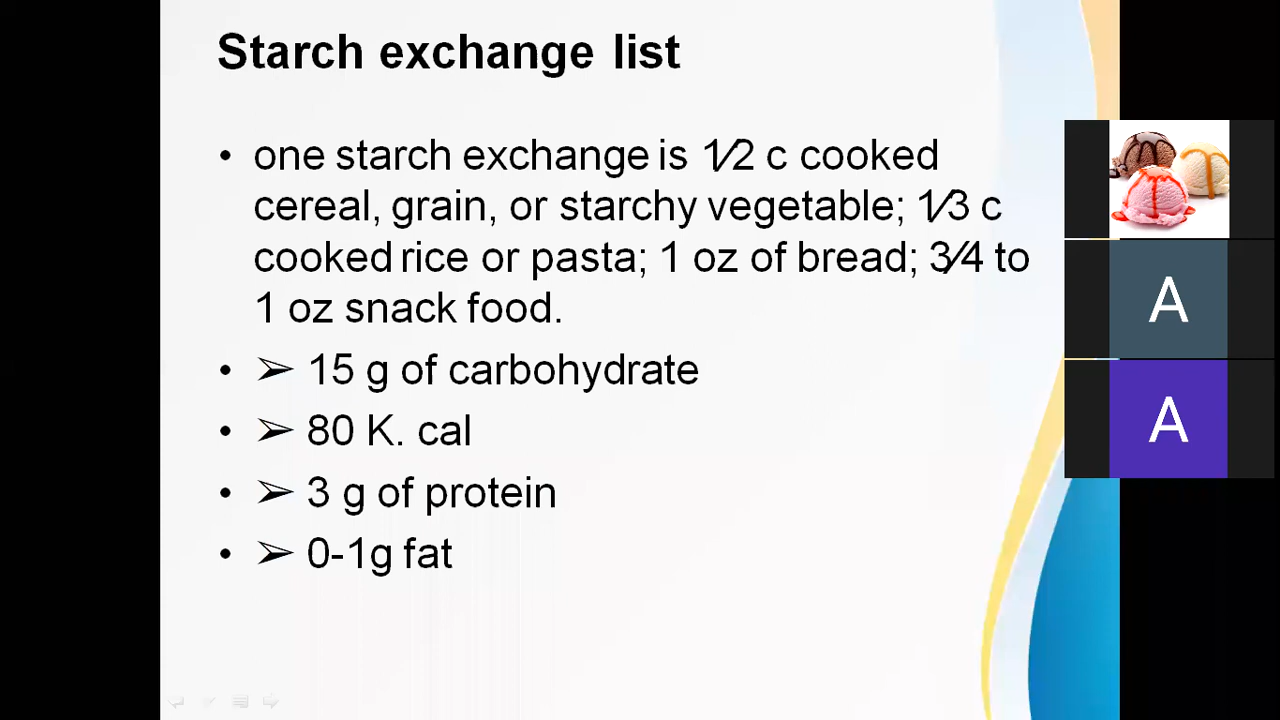 Starch exchange list
• one starch exchange is 1⁄2 c cooked
cereal, grain, or starchy vegetable; 1⁄3 c
cooked rice or pasta; 1 oz of bread; 3⁄4 to
1 oz snack food.
• ➢ 15 g of carbohydrate
• ➢ 80 K. cal
• ➢ 3 g of protein
• ➢ 0-1g fat
A
A